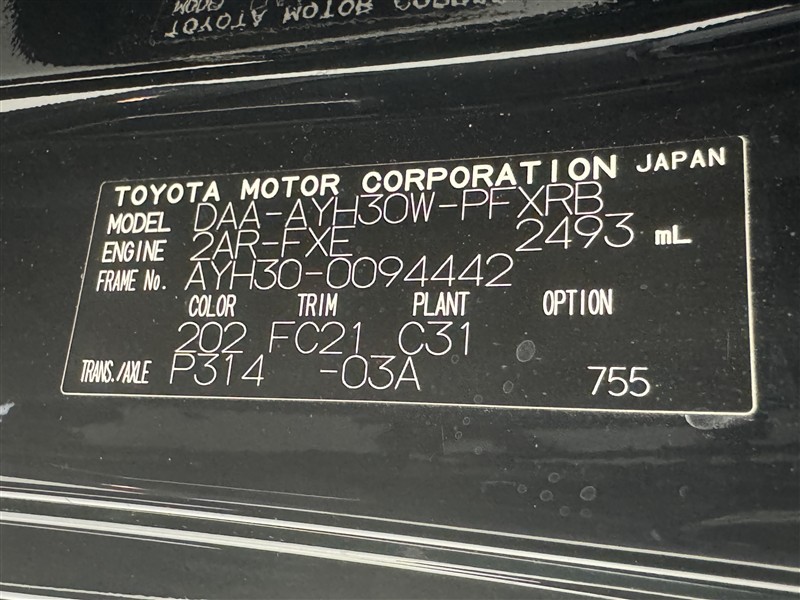 TOYOTA MOTOR CORPORATION JAPAN
MODEL DAA-AYH30W-PFXRB
ENGINE 2AR-FXE 2493 mL
FRAME No. AYH30-0094442
COLOR TRIM PLANT OPTION
202 FC21 C31
TRANS./AXLE P314 -03A 755